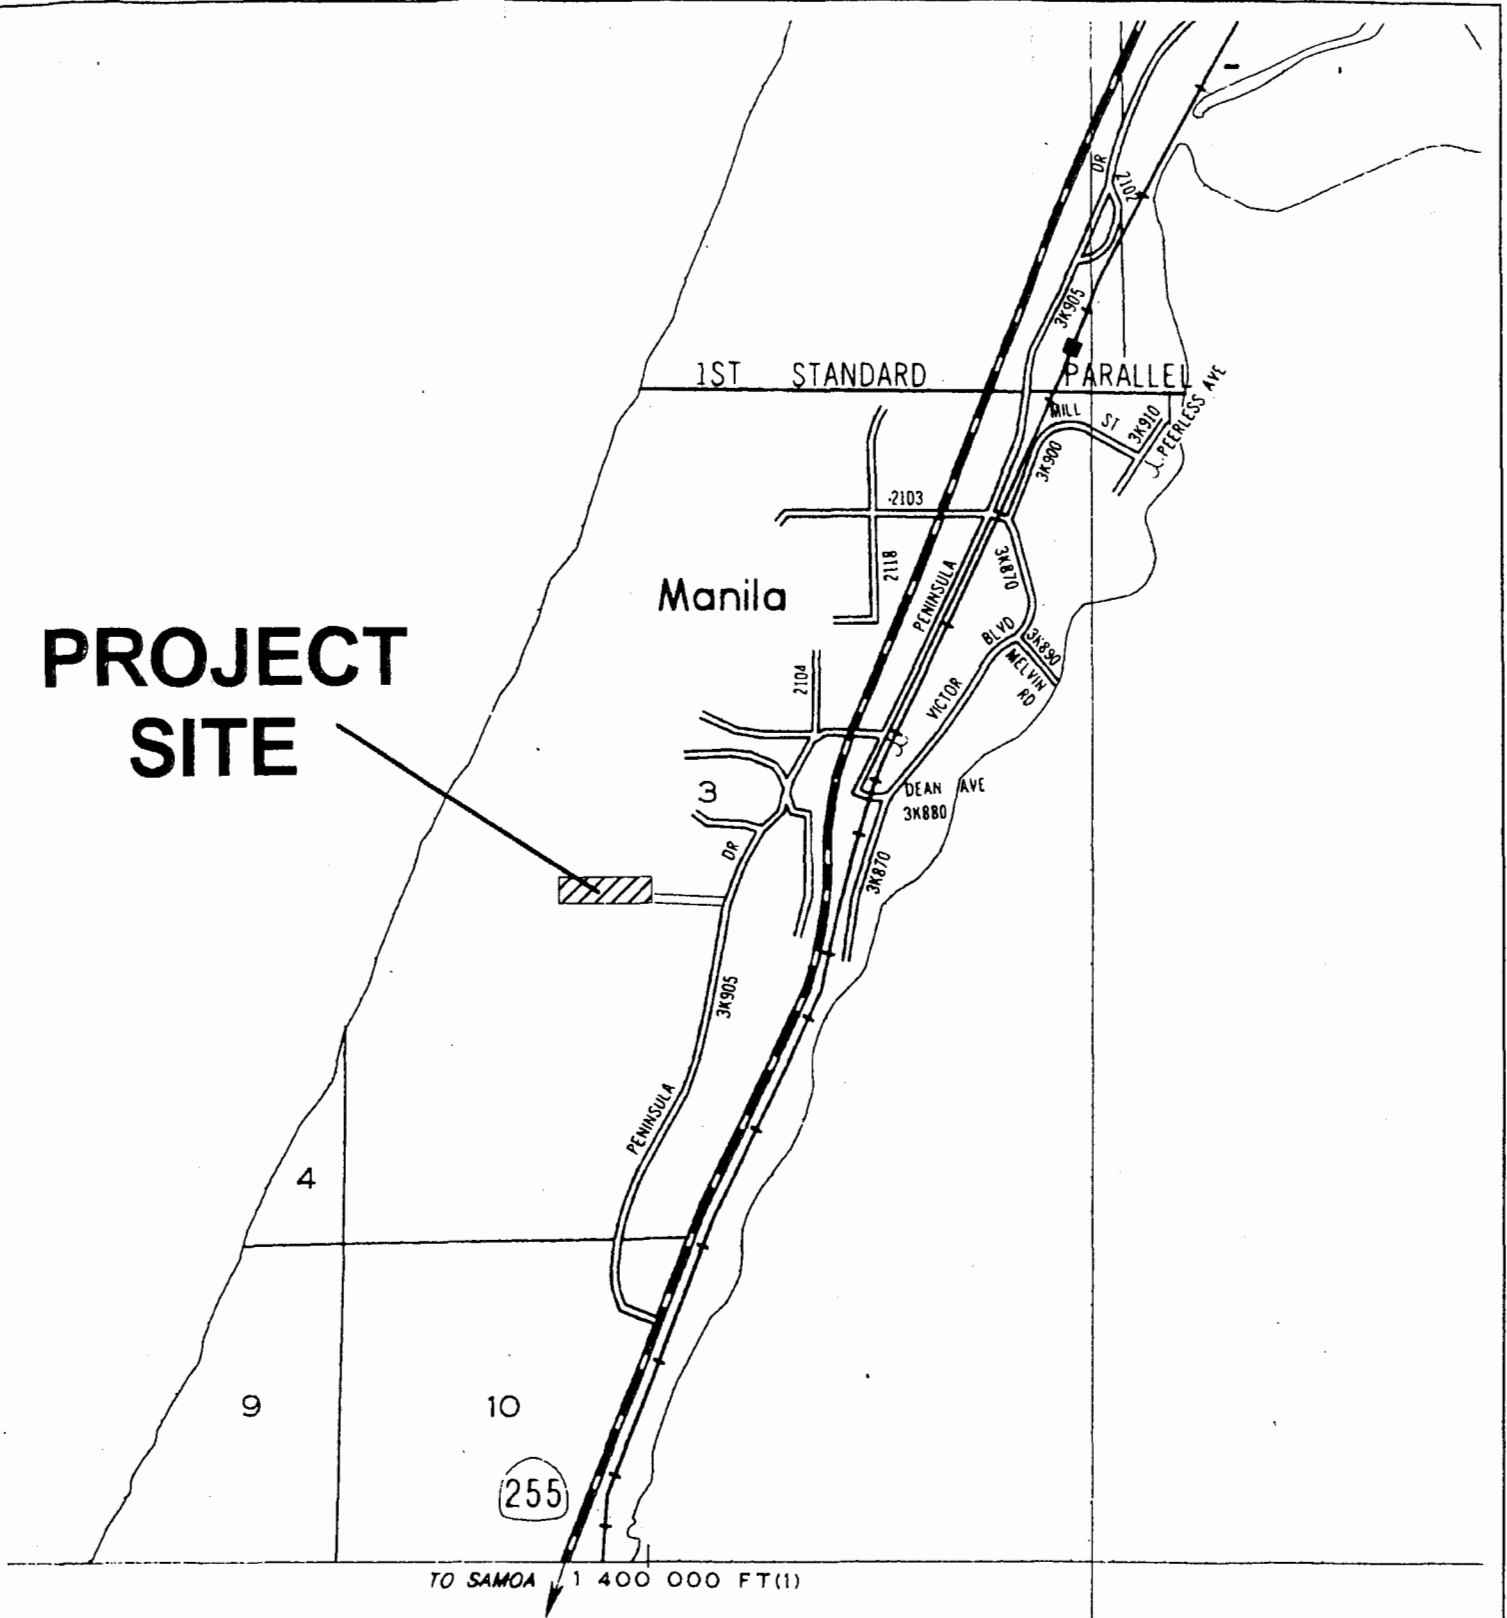 DR
2102
3K905
1ST STANDARD PARALLEL
MILL ST
3K910
PEERLESS AVE
3K900
2103
2118
3K870
Manila
PENINSULA
BLVD
3K890
MELVIN
RD
PROJECT
SITE
2104
VICTOR
3
DEAN AVE
3K880
DR
3K870
3K905
PENINSULA
4
9
10
255
TO SAMOA
1 400 000 FT(1)